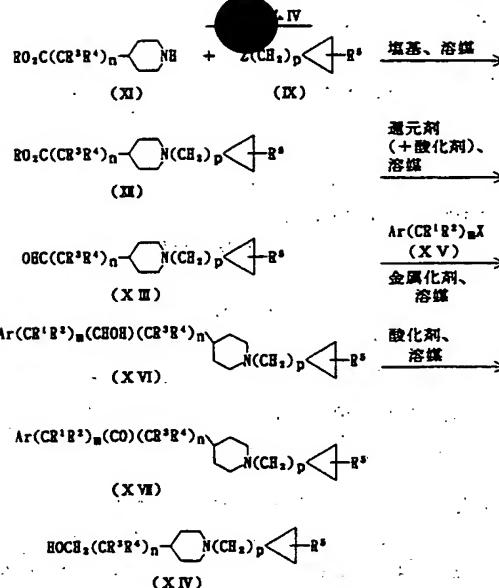 IV
RO₂C(CR³R⁴)n NH + Z(CH₂)p R⁵ 塩基、溶媒
(XI) (IX)
RO₂C(CR³R⁴)n N(CH₂)p R⁵ 還元剤
(+酸化剤)、
溶媒
(XII)
OHC(CR³R⁴)n N(CH₂)p R⁵ Ar(CR¹R²)mX
(XV)
金属化剤、
溶媒
(XIII)
Ar(CR¹R²)m(CHOH)(CR³R⁴)n N(CH₂)p R⁵ 酸化剤、
溶媒
(XVI)
Ar(CR¹R²)m(CO)(CR³R⁴)n N(CH₂)p R⁵
(XVII)
HOCH₂(CR³R⁴)n N(CH₂)p R⁵
(XIV)